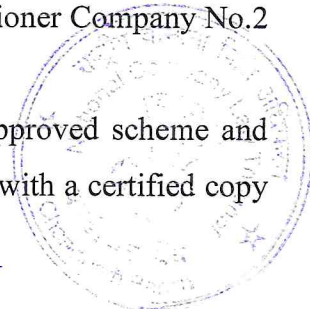 ioner Company No.2
pproved scheme and
with a certified copy